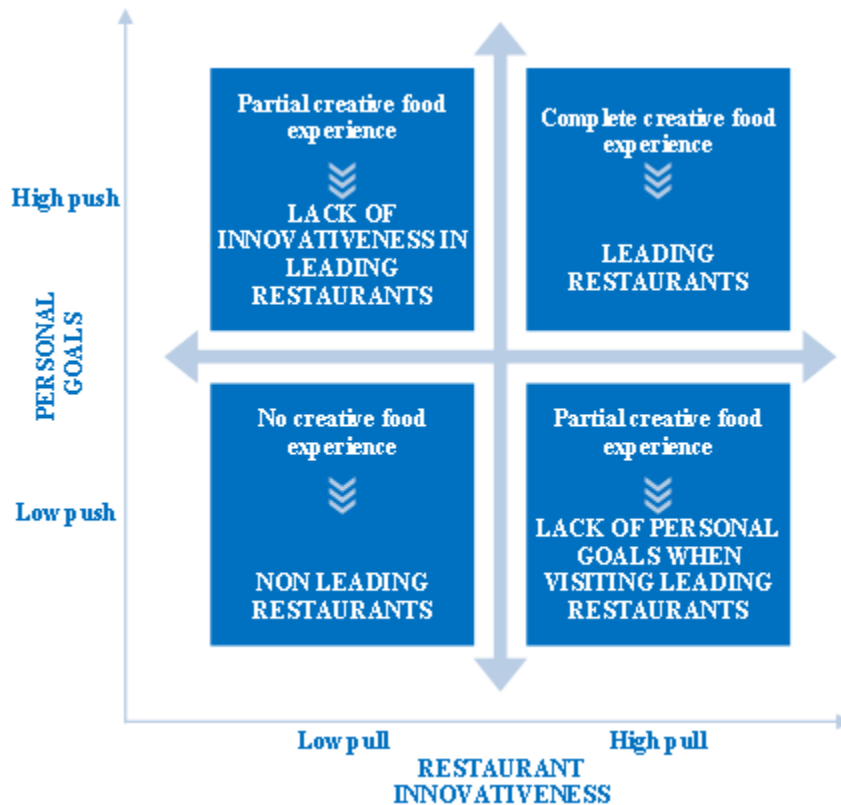 Partial creative food
experience
LACK OF
INNOVATIVENESS IN
LEADING
RESTAURANTS
Complete creative food
experience
LEADING
RESTAURANTS
High push
PERSONAL
GOALS
No creative food
experience
NON LEADING
RESTAURANTS
Partial creative food
experience
LACK OF PERSONAL
GOALS WHEN
VISITING LEADING
RESTAURANTS
Low push
Low pull
High pull
RESTAURANT
INNOVATIVENESS